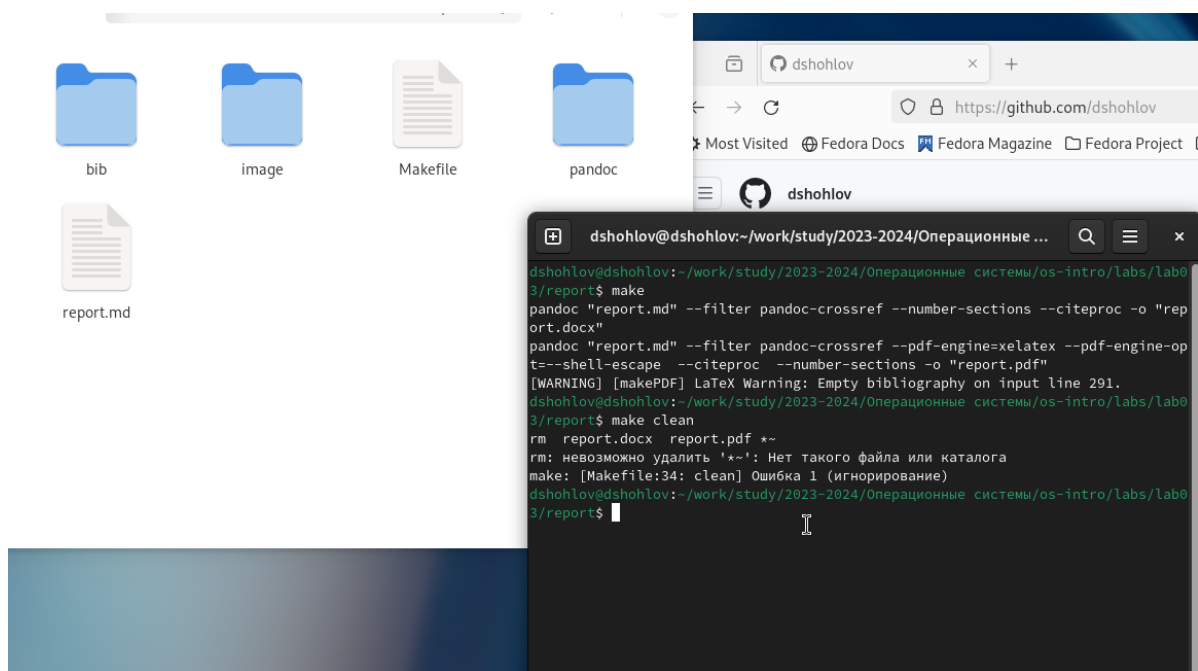 bib
image
Makefile
pandoc
report.md
dshohlov
https://github.com/dshohlov
Most Visited
Fedora Docs
Fedora Magazine
Fedora Project
dshohlov
dshohlov@dshohlov:~/work/study/2023-2024/Операционные ...
dshohlov@dshohlov:~/work/study/2023-2024/Операционные системы/os-intro/labs/lab0
3/report$ make
pandoc "report.md" --filter pandoc-crossref --number-sections --citeproc -o "rep
ort.docx"
pandoc "report.md" --filter pandoc-crossref --pdf-engine=xelatex --pdf-engine-op
t=--shell-escape  --citeproc  --number-sections -o "report.pdf"
[WARNING] [makePDF] LaTeX Warning: Empty bibliography on input line 291.
dshohlov@dshohlov:~/work/study/2023-2024/Операционные системы/os-intro/labs/lab0
3/report$ make clean
rm  report.docx  report.pdf *~
rm: невозможно удалить '*~': Нет такого файла или каталога
make: [Makefile:34: clean] Ошибка 1 (игнорирование)
dshohlov@dshohlov:~/work/study/2023-2024/Операционные системы/os-intro/labs/lab0
3/report$